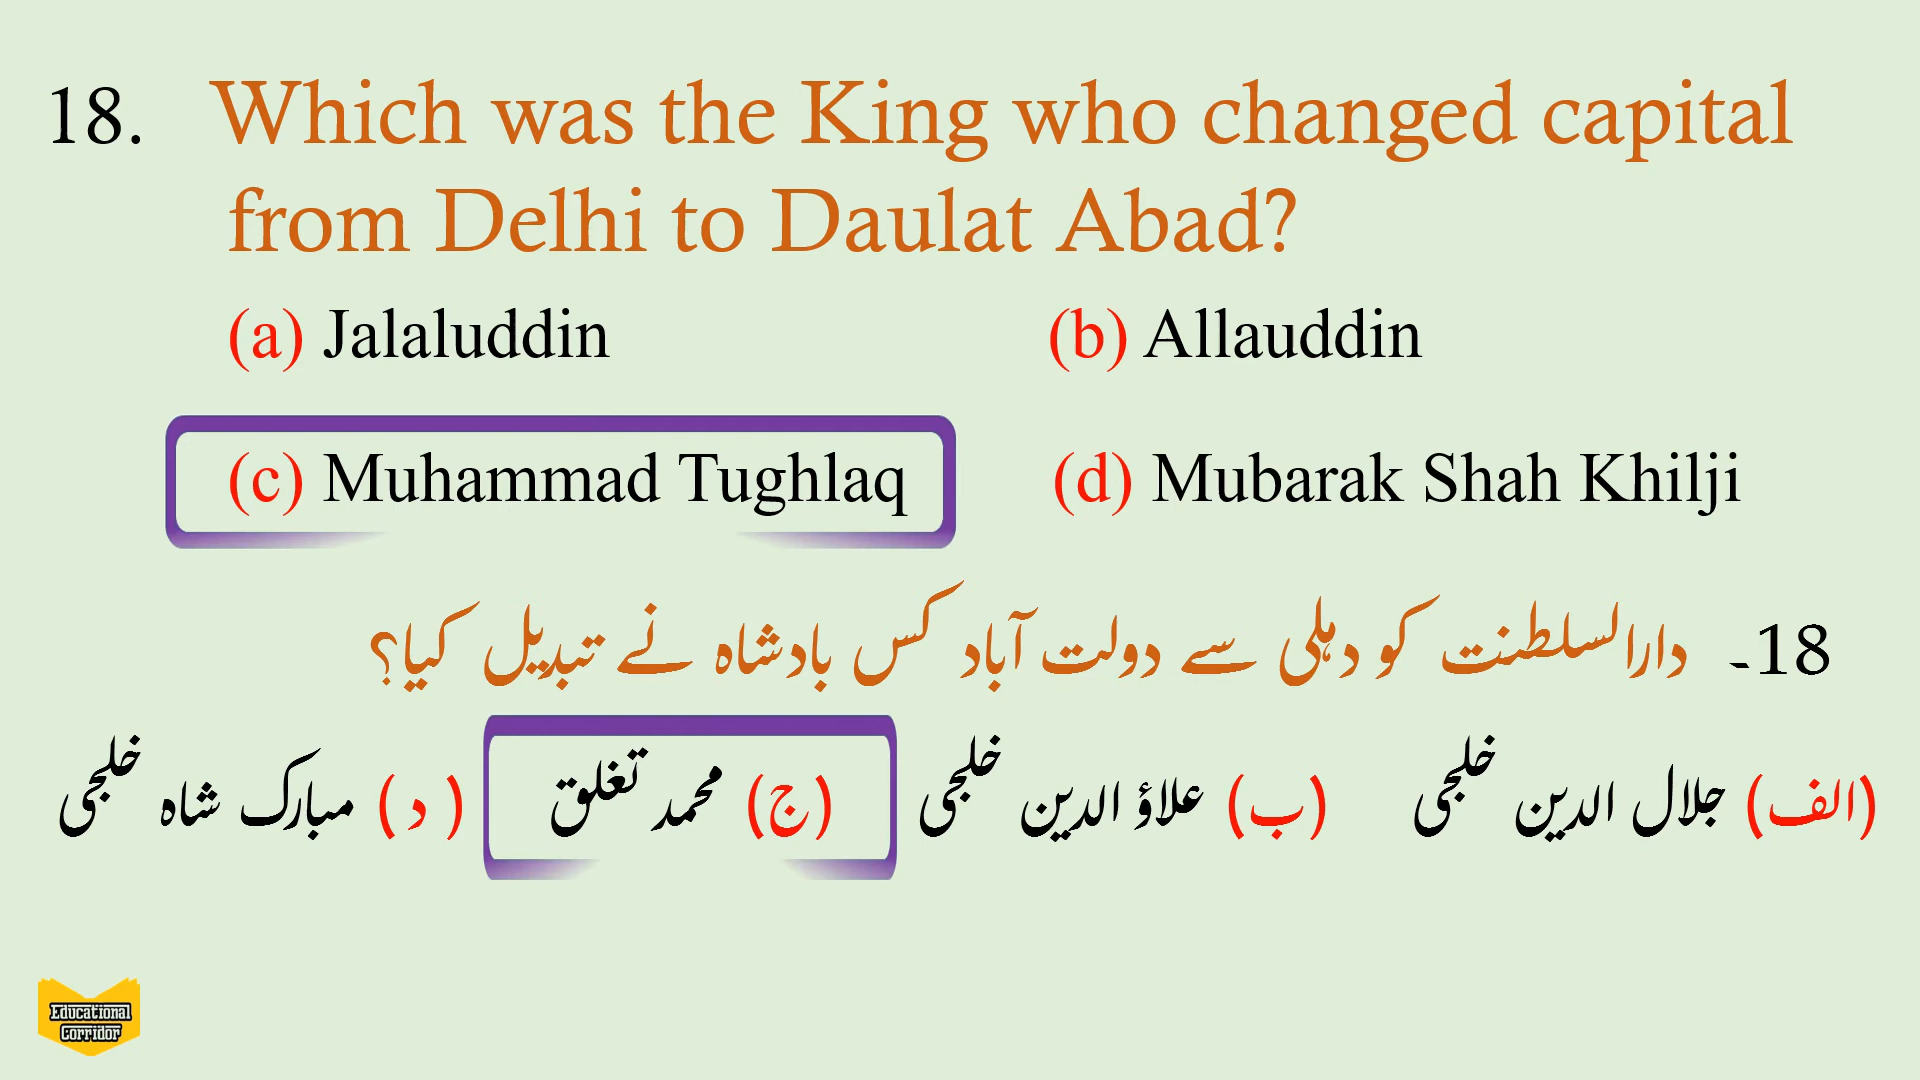 18. Which was the King who changed capital
from Delhi to Daulat Abad?
(a) Jalaluddin (b) Allauddin
(c) Muhammad Tughlaq (d) Mubarak Shah Khilji
18۔ دارالسلطنت کو دہلی سے دولت آباد کس بادشاہ نے تبدیل کیا؟
(الف) جلال الدین خلجی (ب) علاؤ الدین خلجی (ج) محمد تغلق (د) مبارک شاہ خلجی
Educational
Corridor